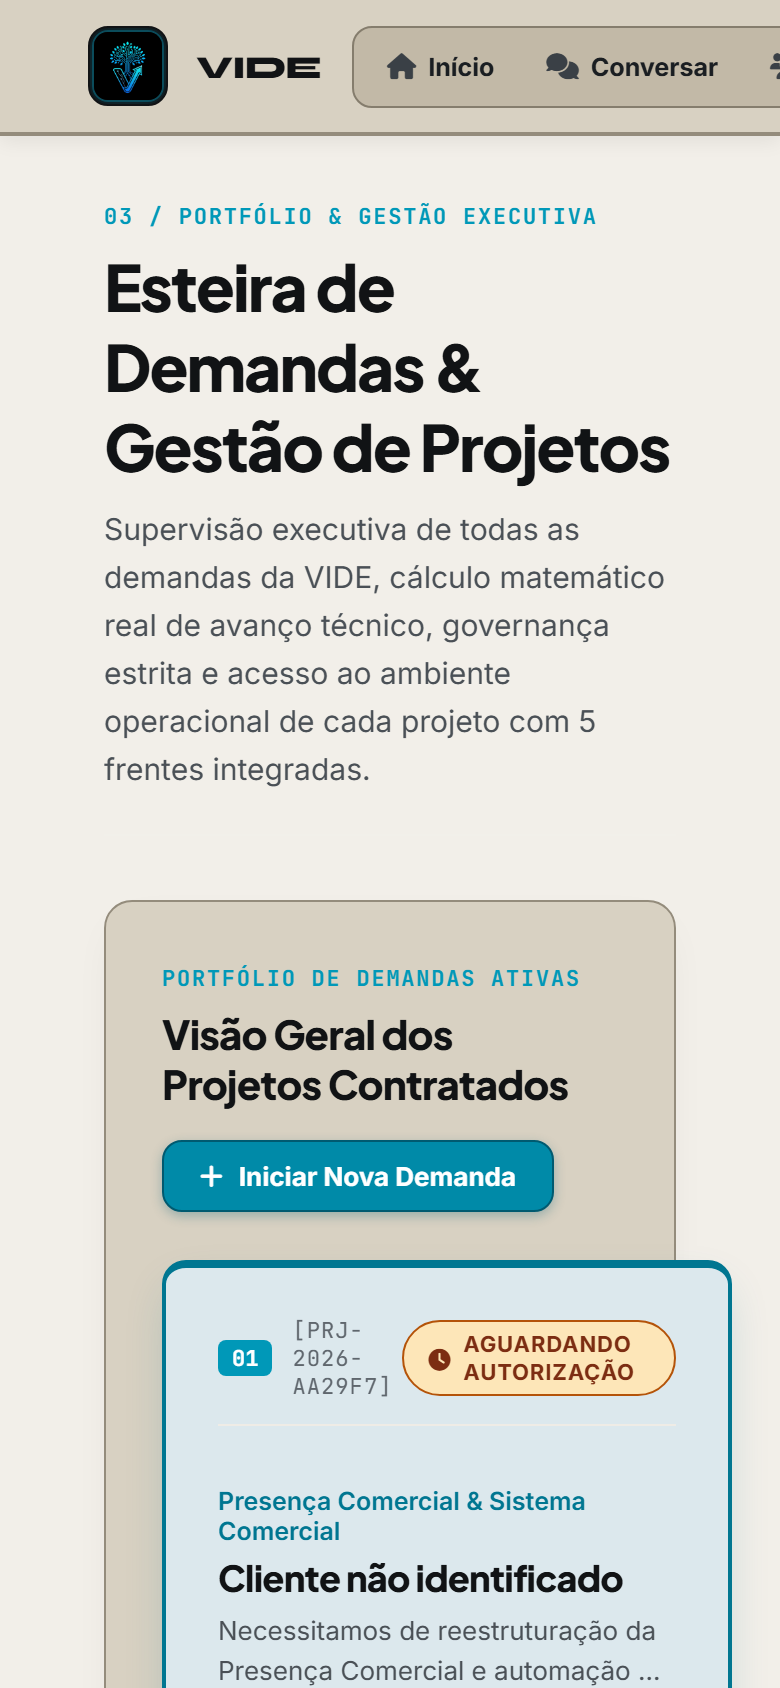 VIDE
Início
Conversar
03 / PORTFÓLIO & GESTÃO EXECUTIVA
Esteira de
Demandas &
Gestão de Projetos
Supervisão executiva de todas as
demandas da VIDE, cálculo matemático
real de avanço técnico, governança
estrita e acesso ao ambiente
operacional de cada projeto com 5
frentes integradas.
PORTFÓLIO DE DEMANDAS ATIVAS
Visão Geral dos
Projetos Contratados
Iniciar Nova Demanda
01
[PRJ-
2026-
AA29F7]
AGUARDANDO
AUTORIZAÇÃO
Presença Comercial & Sistema
Comercial
Cliente não identificado
Necessitamos de reestruturação da
Presença Comercial e automação ...